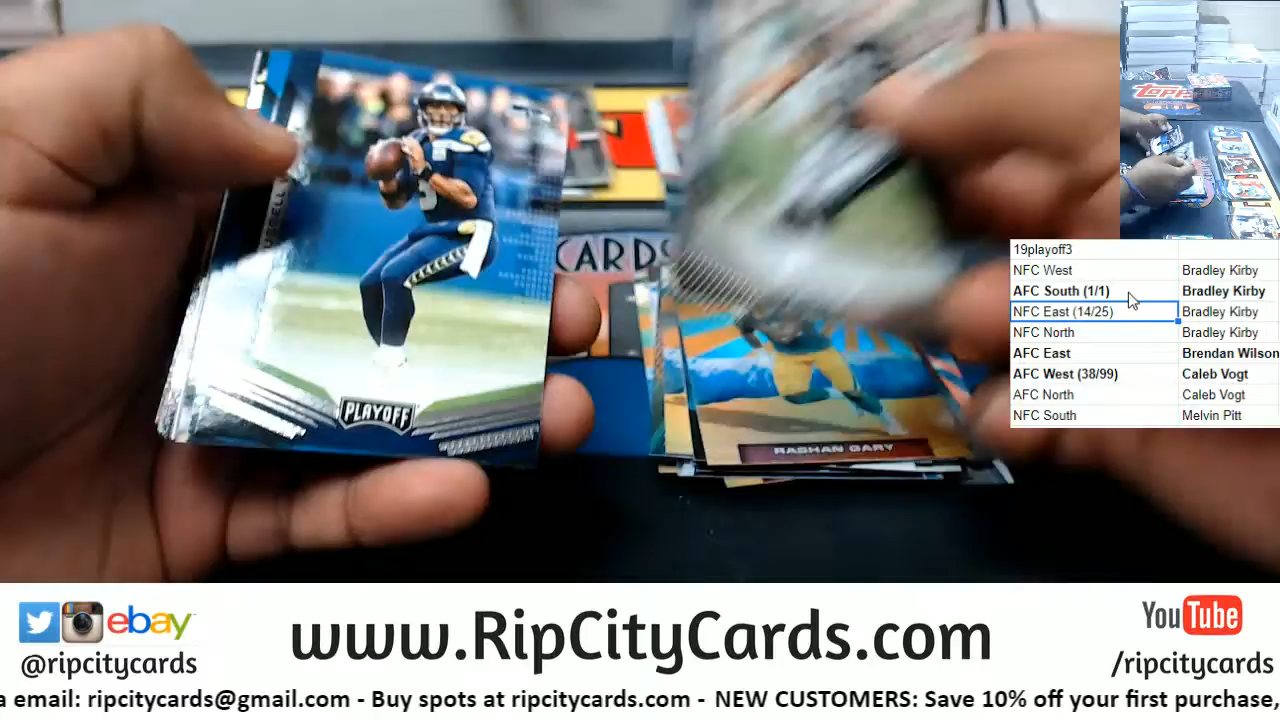 RUSSELL
PLAYOFF
CARDS
RASHAN GARY
TOPPS
19playoff3
NFC West Bradley Kirby
AFC South (1/1) Bradley Kirby
NFC East (14/25) Bradley Kirby
NFC North Bradley Kirby
AFC East Brendan Wilson
AFC West (38/99) Caleb Vogt
AFC North Caleb Vogt
NFC South Melvin Pitt
ebay
@ripcitycards
www.RipCityCards.com
YouTube
/ripcitycards
a email: ripcitycards@gmail.com - Buy spots at ripcitycards.com - NEW CUSTOMERS: Save 10% off your first purchase,